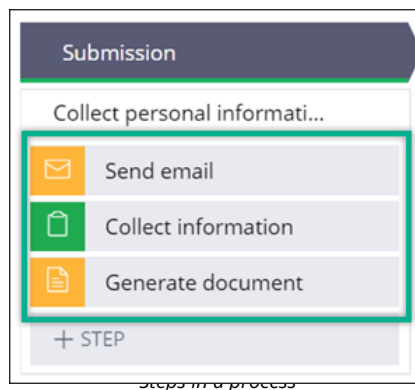 Submission
Collect personal informati...
Send email
Collect information
Generate document
+ STEP
Steps in a process